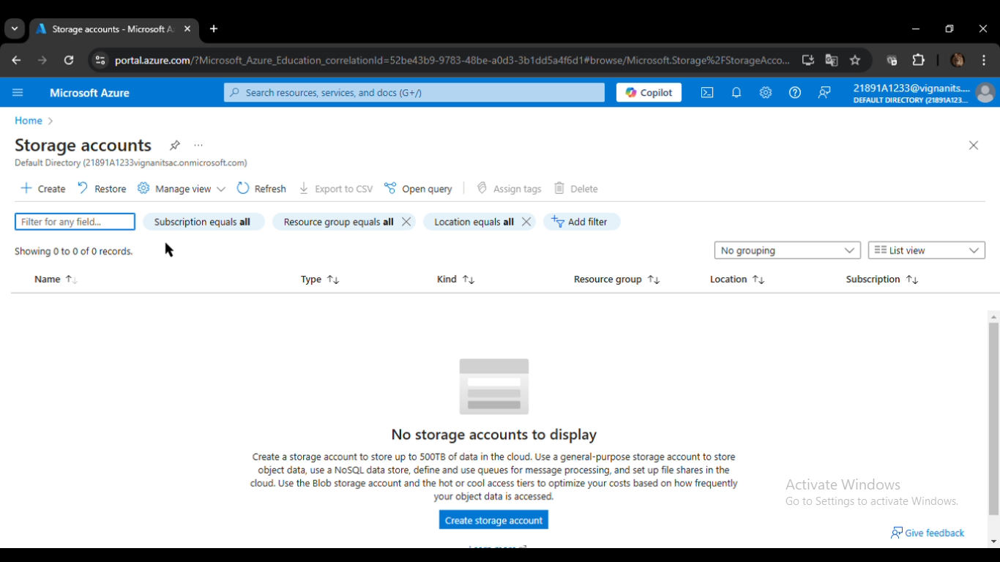 Storage accounts - Microsoft A
portal.azure.com/?Microsoft_Azure_Education_correlationId=52be43b9-9783-48be-a0d3-3b1dd5a4f6d1#browse/Microsoft.Storage%2FStorageAcco...
Microsoft Azure
Search resources, services, and docs (G+/)
Copilot
21891A1233@vignanits....
DEFAULT DIRECTORY (21891A123...
Home >
Storage accounts
...
Default Directory (21891A1233vignanitsac.onmicrosoft.com)
Create Restore Manage view Refresh Export to CSV Open query Assign tags Delete
Filter for any field... Subscription equals all Resource group equals all Location equals all Add filter
Showing 0 to 0 of 0 records. No grouping List view
Name Type Kind Resource group Location Subscription
No storage accounts to display
Create a storage account to store up to 500TB of data in the cloud. Use a general-purpose storage account to store
object data, use a NoSQL data store, define and use queues for message processing, and set up file shares in the
cloud. Use the Blob storage account and the hot or cool access tiers to optimize your costs based on how frequently
your object data is accessed.
Create storage account
Activate Windows
Go to Settings to activate Windows.
Give feedback